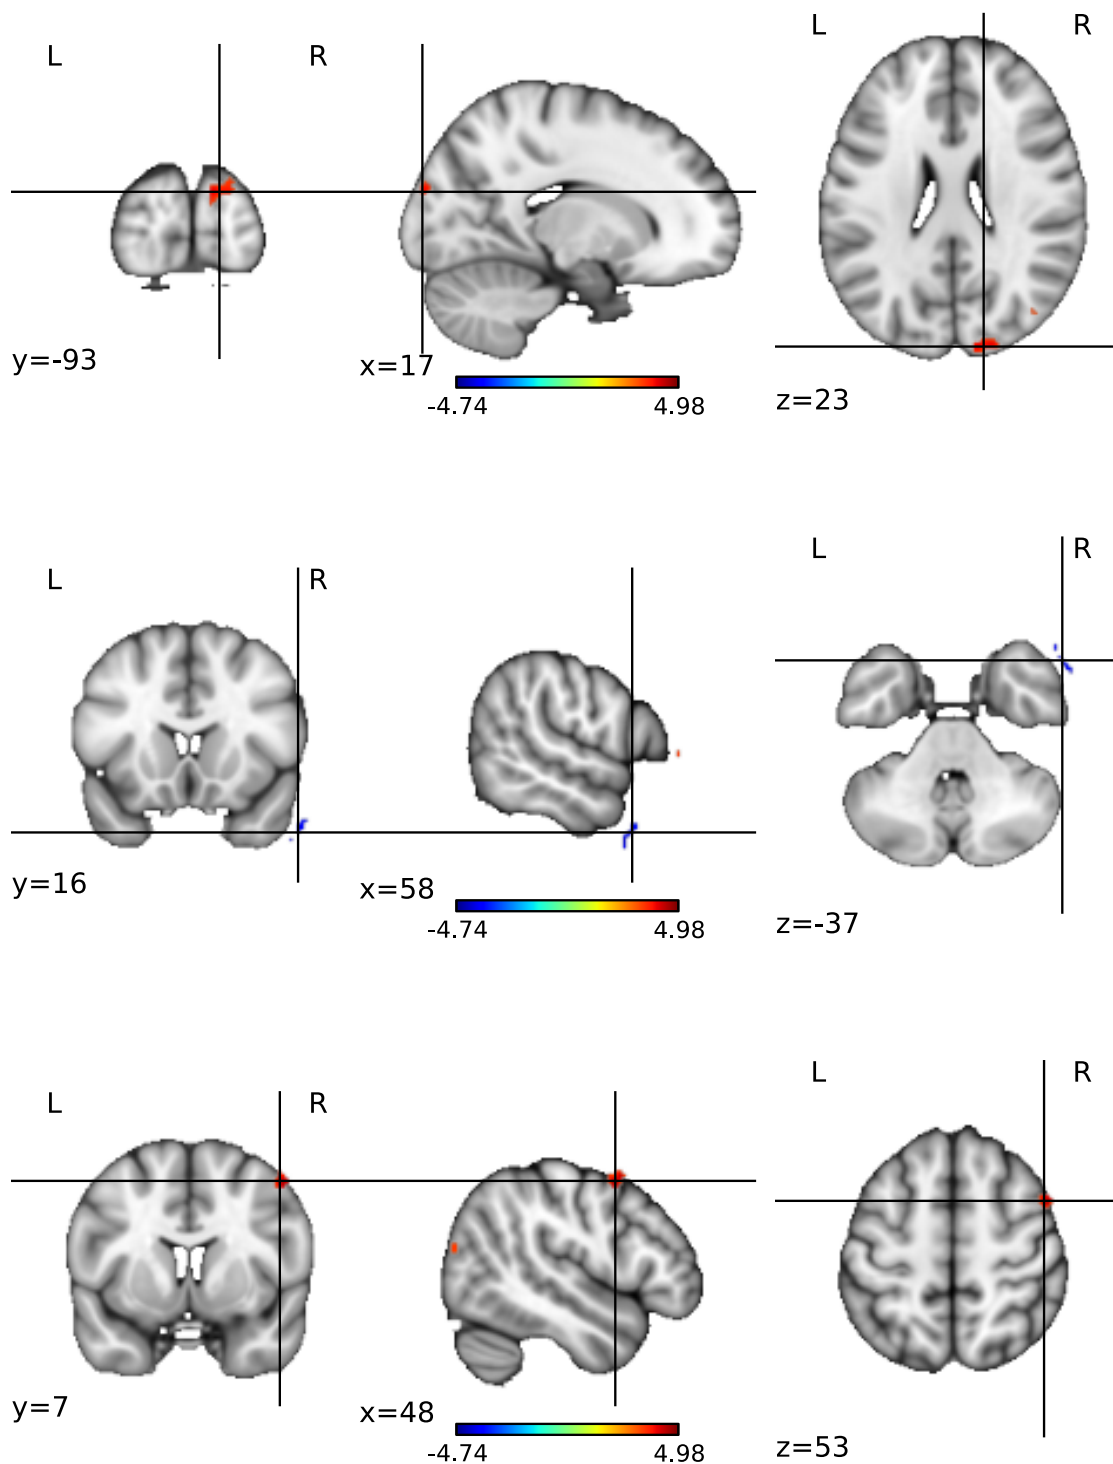 L R L R
y=-93 x=17 z=23
-4.74 4.98
L R L R
y=16 x=58 z=-37
-4.74 4.98
L R L R
y=7 x=48 z=53
-4.74 4.98